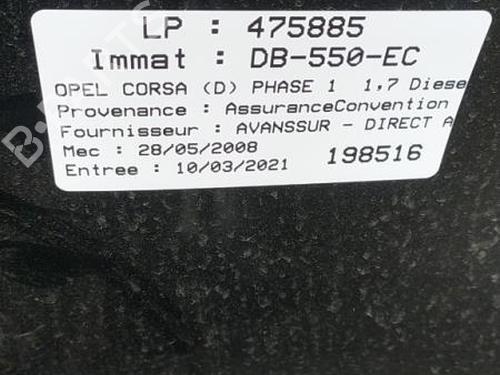 LP : 475885
Immat : DB-550-EC
OPEL CORSA (D) PHASE 1 1,7 Diese
Provenance : AssuranceConvention
Fournisseur : AVANSSUR - DIRECT A
Mec : 28/05/2008
Entree : 10/03/2021 198516
B-PARTS